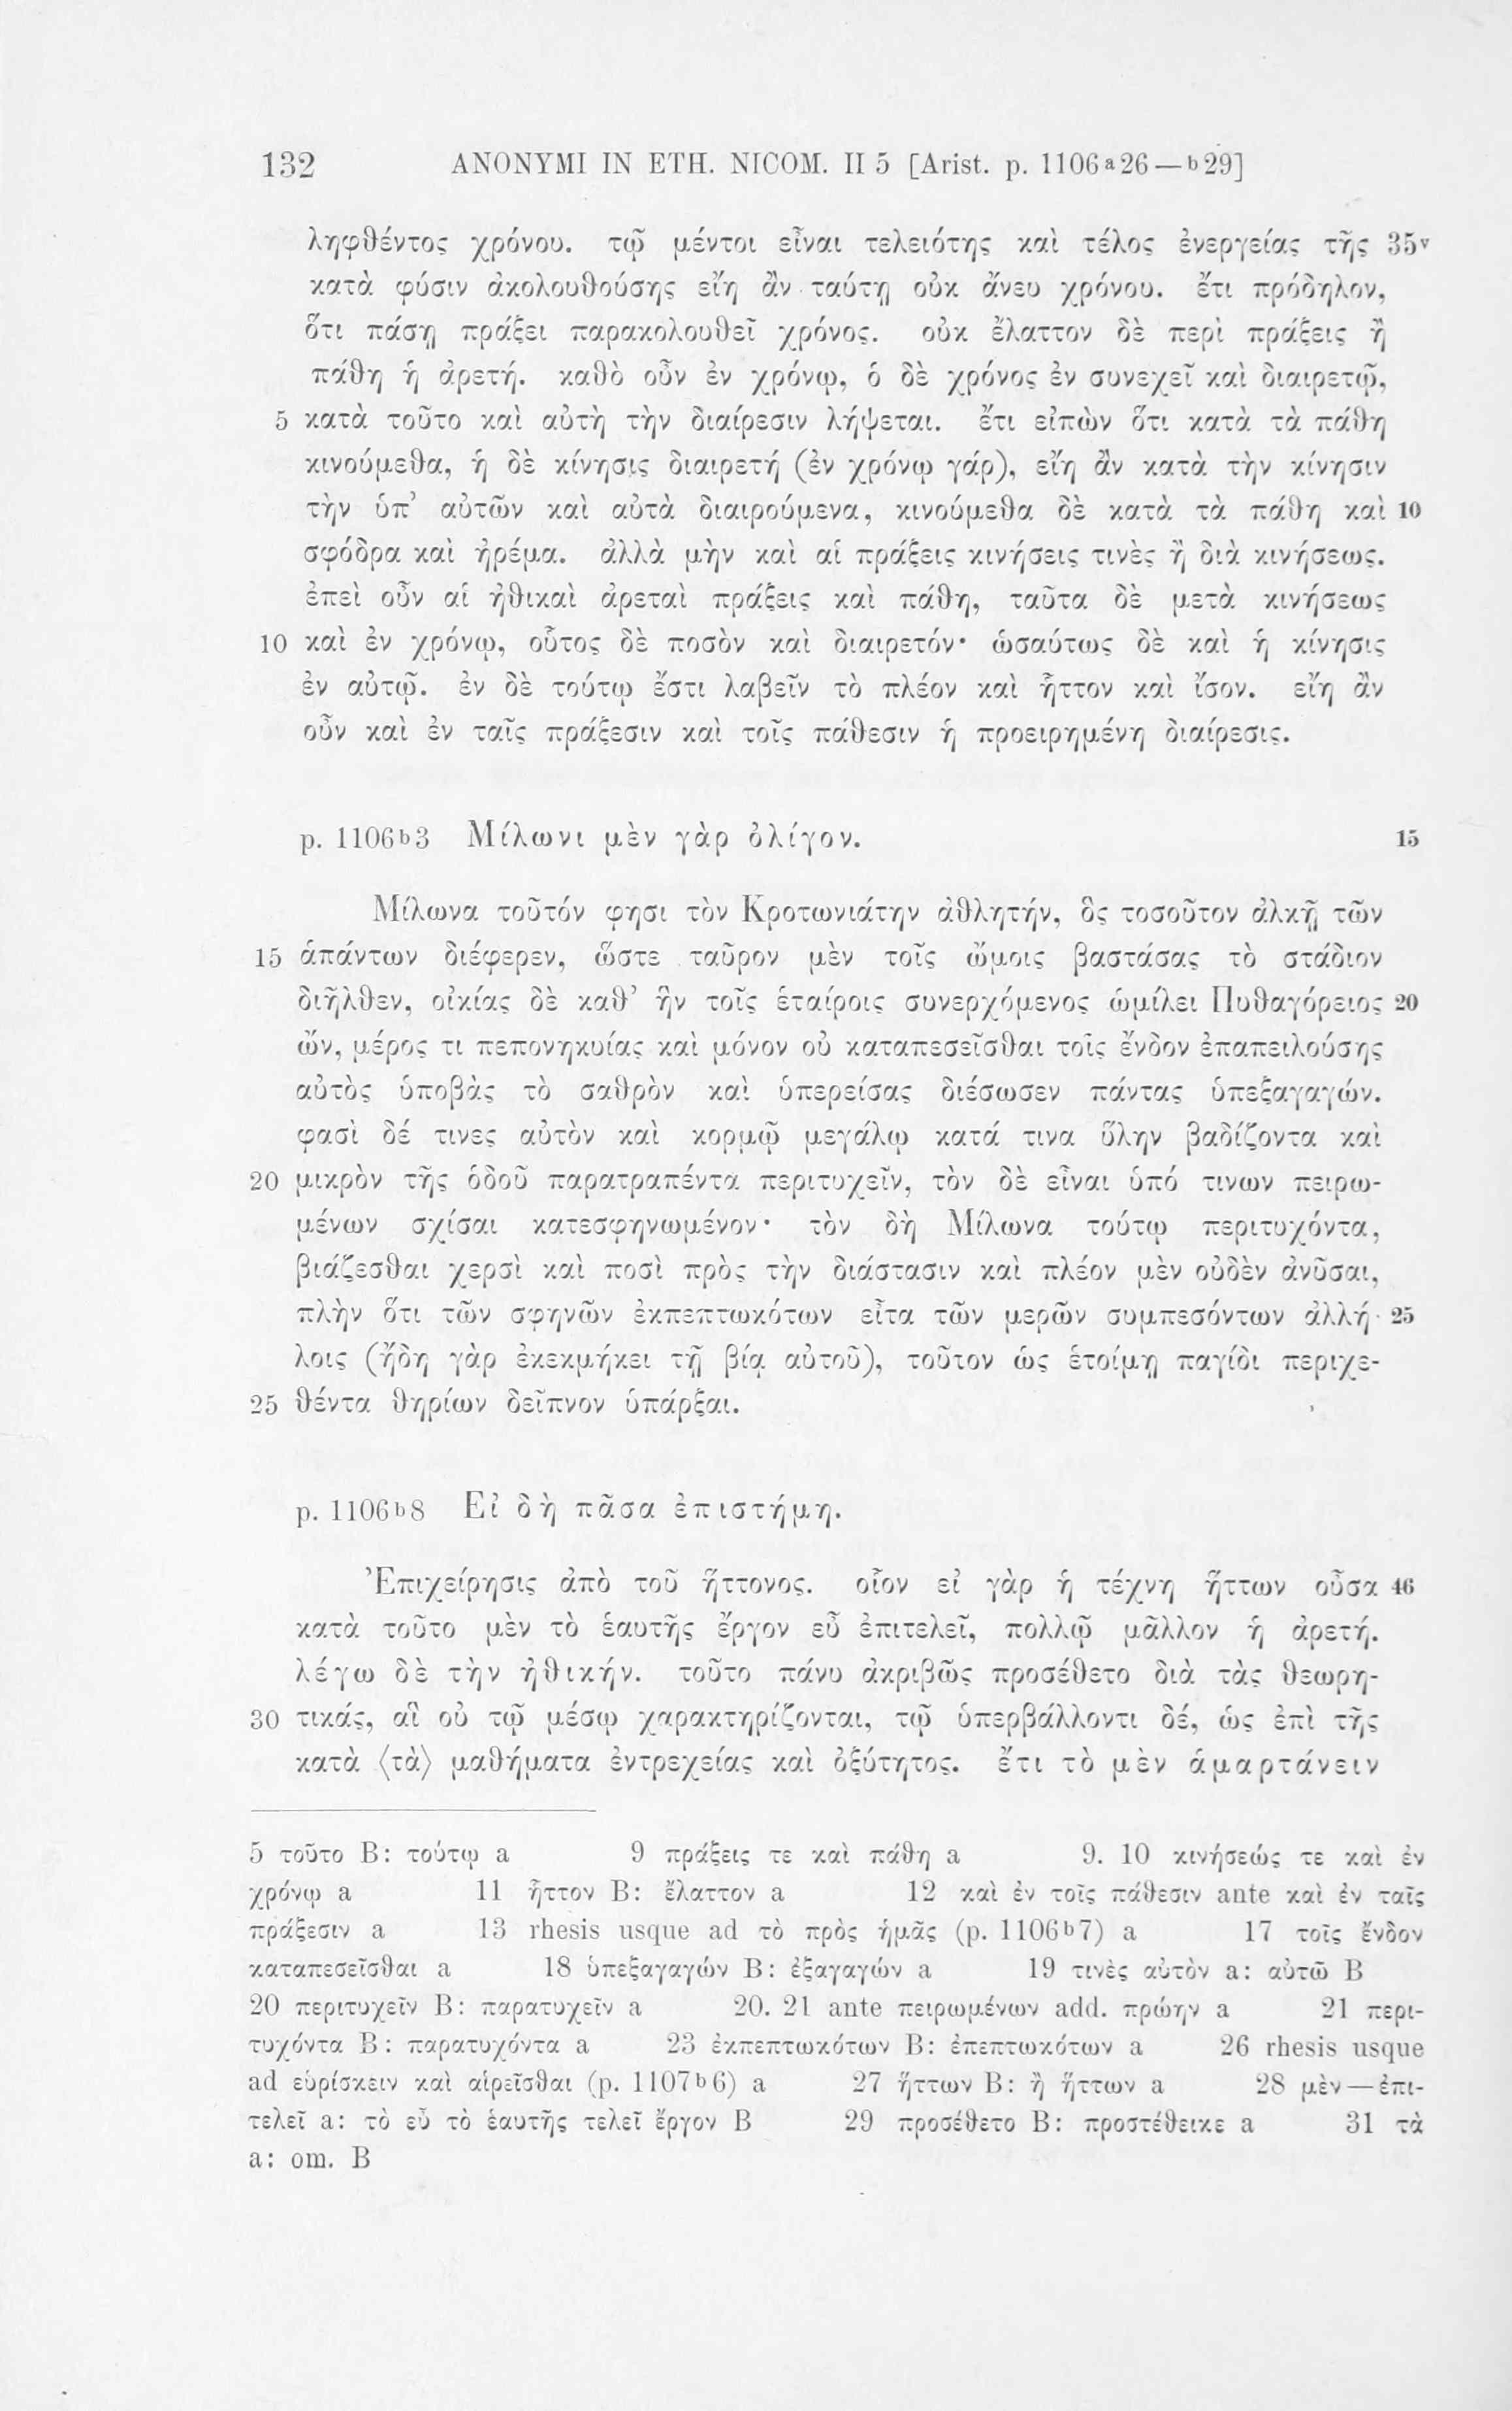 132 ANONYMI IN ETH. NICOM. II 5 [Arist. p. 1106a26—b29]
ληφθέντος χρόνου. τῷ μέντοι εἶναι τελειότης καὶ τέλος ἐνεργείας τῆς 35v
κατὰ φύσιν ἀκολουθούσης εἴη ἂν ταύτῃ οὐκ ἄνευ χρόνου. ἔτι πρόδηλον,
ὅτι πάσῃ πράξει παρακολουθεῖ χρόνος. οὐκ ἔλαττον δὲ περὶ πράξεις ἢ
πάθη ἡ ἀρετή. καθὸ οὖν ἐν χρόνῳ, ὁ δὲ χρόνος ἐν συνεχεῖ καὶ διαιρετῷ,
5 κατὰ τοῦτο καὶ αὐτὴ τὴν διαίρεσιν λήψεται. ἔτι εἰπὼν ὅτι κατὰ τὰ πάθη
κινούμεθα, ἡ δὲ κίνησις διαιρετή (ἐν χρόνῳ γάρ), εἴη ἂν κατὰ τὴν κίνησιν
τὴν ὑπ’ αὐτῶν καὶ αὐτὰ διαιρούμενα, κινούμεθα δὲ κατὰ τὰ πάθη καὶ 10
σφόδρα καὶ ἠρέμα. ἀλλὰ μὴν καὶ αἱ πράξεις κινήσεις τινὲς ἢ διὰ κινήσεως.
ἐπεὶ οὖν αἱ ἠθικαὶ ἀρεταὶ πράξεις καὶ πάθη, ταῦτα δὲ μετὰ κινήσεως
10 καὶ ἐν χρόνῳ, οὗτος δὲ ποσὸν καὶ διαιρετόν· ὡσαύτως δὲ καὶ ἡ κίνησις
ἐν αὐτῷ. ἐν δὲ τούτῳ ἔστι λαβεῖν τὸ πλέον καὶ ἧττον καὶ ἴσον. εἴη ἂν
οὖν καὶ ἐν ταῖς πράξεσιν καὶ τοῖς πάθεσιν ἡ προειρημένη διαίρεσις.
p. 1106b3 Μίλωνι μὲν γὰρ ὀλίγον. 15
Μίλωνα τοῦτόν φησι τὸν Κροτωνιάτην ἀθλητήν, ὃς τοσοῦτον ἀλκῇ τῶν
15 ἁπάντων διέφερεν, ὥστε ταῦρον μὲν τοῖς ὤμοις βαστάσας τὸ στάδιον
διῆλθεν, οἰκίας δὲ καθ’ ἣν τοῖς ἑταίροις συνερχόμενος ὡμίλει Πυθαγόρειος 20
ὤν, μέρος τι πεπονηκυίας καὶ μόνον οὐ καταπεσεῖσθαι τοῖς ἔνδον ἐπαπειλούσης
αὐτὸς ὑποβὰς τὸ σαθρὸν καὶ ὑπερείσας διέσωσεν πάντας ὑπεξαγαγών.
φασὶ δέ τινες αὐτὸν καὶ κορμῷ μεγάλῳ κατά τινα ὕλην βαδίζοντα καὶ
20 μικρὸν τῆς ὁδοῦ παρατραπέντα περιτυχεῖν, τὸν δὲ εἶναι ὑπό τινων πειρω-
μένων σχίσαι κατεσφηνωμένον· τὸν δὴ Μίλωνα τούτῳ περιτυχόντα,
βιάζεσθαι χερσὶ καὶ ποσὶ πρὸς τὴν διάστασιν καὶ πλέον μὲν οὐδὲν ἀνῦσαι,
πλὴν ὅτι τῶν σφηνῶν ἐκπεπτωκότων εἶτα τῶν μερῶν συμπεσόντων ἀλλή- 25
λοις (ἤδη γὰρ ἐκεκμήκει τῇ βίᾳ αὐτοῦ), τοῦτον ὡς ἑτοίμῃ παγίδι περιχε-
25 θέντα θηρίων δεῖπνον ὑπάρξαι.
p. 1106b8 Εἰ δὴ πᾶσα ἐπιστήμη.
Ἐπιχείρησις ἀπὸ τοῦ ἥττονος. οἷον εἰ γὰρ ἡ τέχνη ἥττων οὖσα 46
κατὰ τοῦτο μὲν τὸ ἑαυτῆς ἔργον εὖ ἐπιτελεῖ, πολλῷ μᾶλλον ἡ ἀρετή.
λέγω δὲ τὴν ἠθικήν. τοῦτο πάνυ ἀκριβῶς προσέθετο διὰ τὰς θεωρη-
30 τικάς, αἳ οὐ τῷ μέσῳ χαρακτηρίζονται, τῷ ὑπερβάλλοντι δέ, ὡς ἐπὶ τῆς
κατὰ ⟨τὰ⟩ μαθήματα ἐντρεχείας καὶ ὀξύτητος. ἔτι τὸ μὲν ἁμαρτάνειν
5 τοῦτο B: τούτῳ a 9 πράξεις τε καὶ πάθη a 9. 10 κινήσεώς τε καὶ ἐν
χρόνῳ a 11 ἧττον B: ἔλαττον a 12 καὶ ἐν τοῖς πάθεσιν ante καὶ ἐν ταῖς
πράξεσιν a 13 rhesis usque ad τὸ πρὸς ἡμᾶς (p. 1106b7) a 17 τοῖς ἔνδον
καταπεσεῖσθαι a 18 ὑπεξαγαγών B: ἐξαγαγών a 19 τινὲς αὐτὸν a: αὐτῶ B
20 περιτυχεῖν B: παρατυχεῖν a 20. 21 ante πειρωμένων add. πρώην a 21 περι-
τυχόντα B: παρατυχόντα a 23 ἐκπεπτωκότων B: ἐπεπτωκότων a 26 rhesis usque
ad εὑρίσκειν καὶ αἱρεῖσθαι (p. 1107b6) a 27 ἥττων B: ἢ ἥττων a 28 μὲν—ἐπι-
τελεῖ a: τὸ εὖ τὸ ἑαυτῆς τελεῖ ἔργον B 29 προσέθετο B: προστέθεικε a 31 τὰ
a: om. B